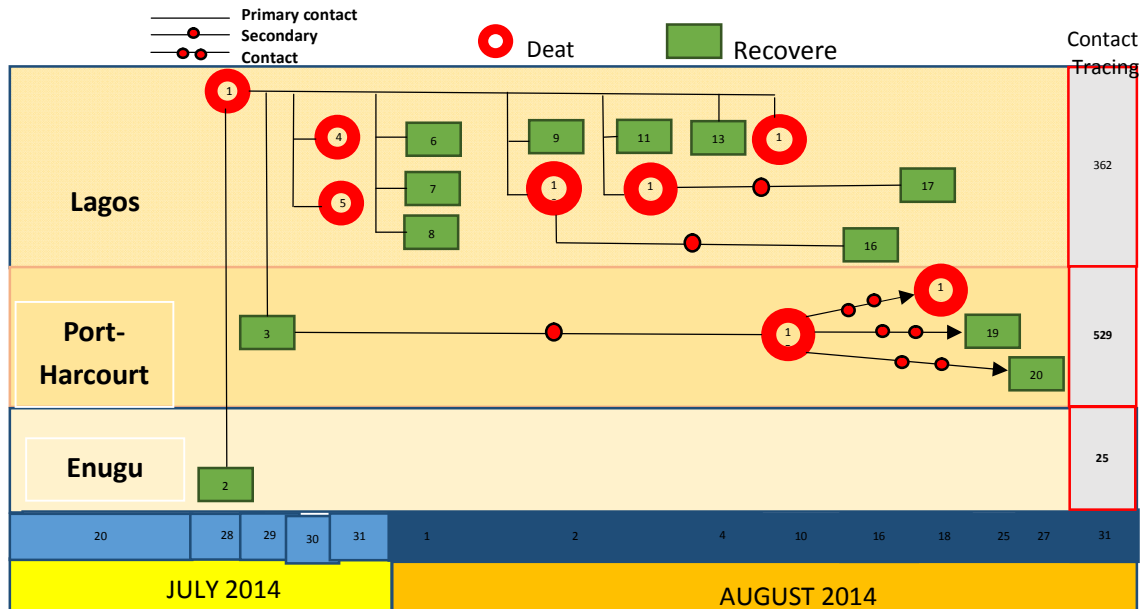 Primary contact
Secondary
Contact
Deat
Recovere
Contact
Tracing
1
4
6
9
11
13
1
362
Lagos
5
7
1
1
17
8
16
Port-
Harcourt
3
1
1
19
20
529
Enugu
2
25
20
28
29
30
31
1
2
4
10
16
18
25
27
31
JULY 2014
AUGUST 2014